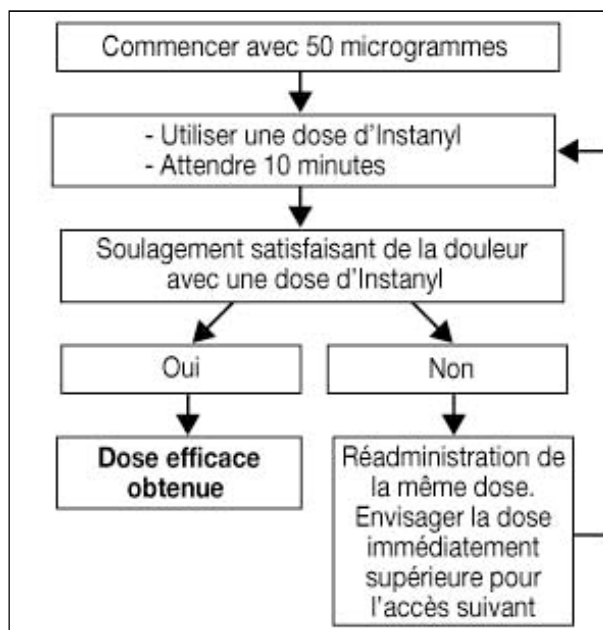 Commencer avec 50 microgrammes
- Utiliser une dose d'Instanyl
- Attendre 10 minutes
Soulagement satisfaisant de la douleur
avec une dose d'Instanyl
Oui
Non
Dose efficace
obtenue
Réadministration de
la même dose.
Envisager la dose
immédiatement
supérieure pour
l'accès suivant